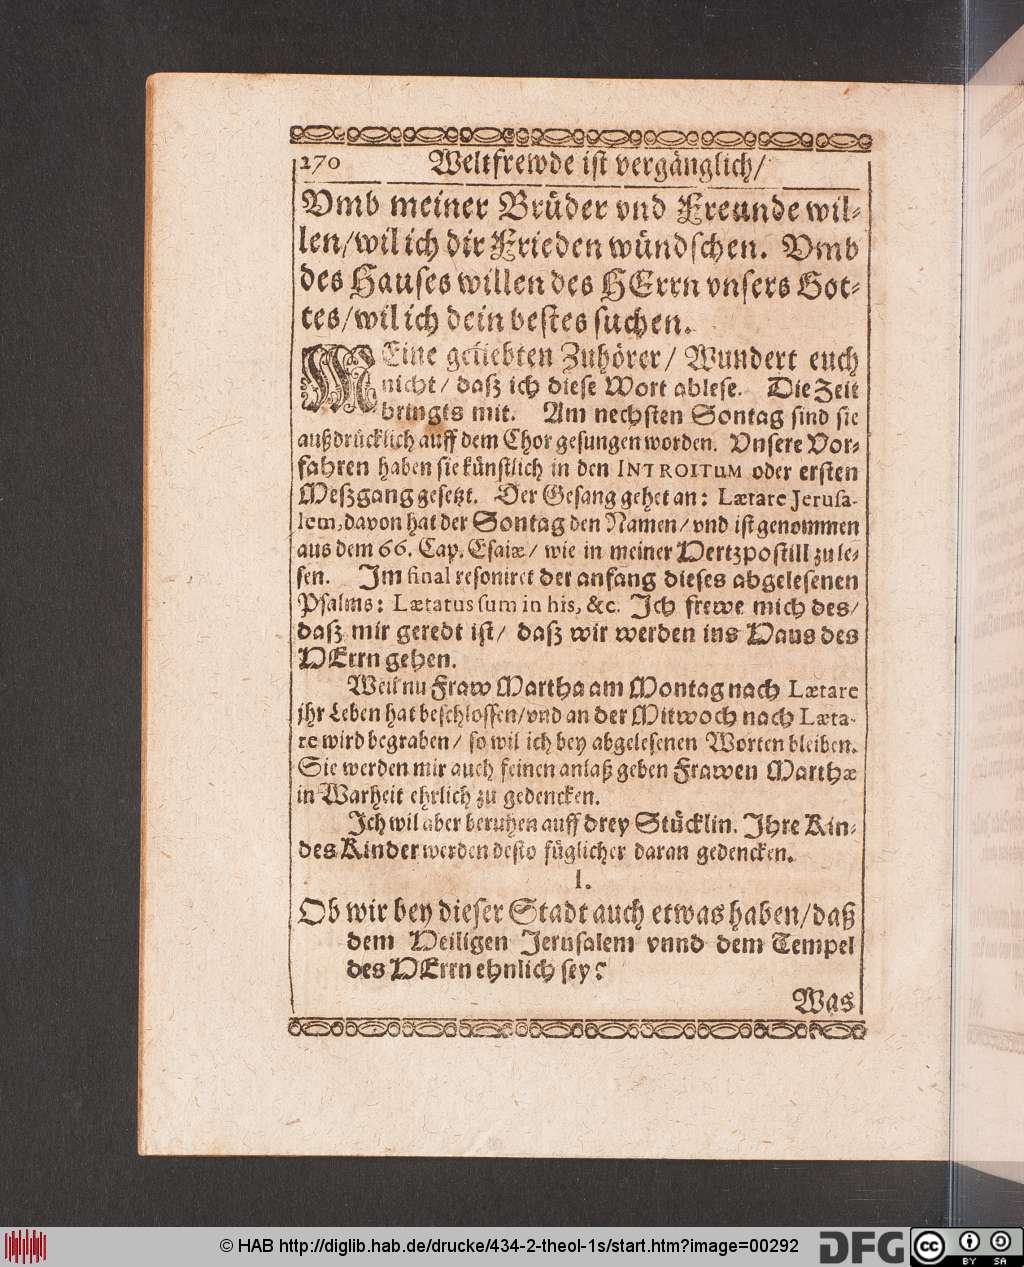 270 Weltfrewde ist vergänglich/
Vmb meiner Brüder vnd Freunde wil-
len/wil ich dir Frieden wündschen. Vmb
des Hauses willen des HErrn vnsers Got-
tes/wil ich dein bestes suchen.
MEine geliebten Zuhörer/ Wundert euch
nicht/ daß ich diese Wort ablese. Die Zeit
bringts mit. Am nechsten Sontag sind sie
außdrücklich auff dem Chor gesungen worden. Vnsere Vor-
fahren haben sie künstlich in den INTROITUM oder ersten
Meßgang gesetzt. Der Gesang gehet an: Lætare Jerusa-
lem, davon hat der Sontag den Namen/ vnd ist genommen
aus dem 66. Cap. Esaiæ/ wie in meiner Hertzpostill zu le-
sen. Im final resoniret der anfang dieses abgelesenen
Psalms: Lætatus sum in his, &c. Ich frewe mich des/
daß mir geredt ist/ daß wir werden ins Haus des
HErrn gehen.
Weil nu Fraw Martha am Montag nach Lætare
jhr Leben hat beschlossen/vnd an der Mitwoch nach Læta-
re wird begraben/ so wil ich bey abgelesenen Worten bleiben.
Sie werden mir auch feinen anlaß geben Frawen Marthæ
in Warheit ehrlich zu gedencken.
Ich wil aber beruhen auff drey Stücklin. Ihre Kin-
des Kinder werden desto füglicher daran gedencken.
I.
Ob wir bey dieser Stadt auch etwas haben/daß
dem Heiligen Jerusalem vnnd dem Tempel
des HErrn ehnlich sey?
Was
© HAB http://diglib.hab.de/drucke/434-2-theol-1s/start.htm?image=00292
DFG
cc
BY SA